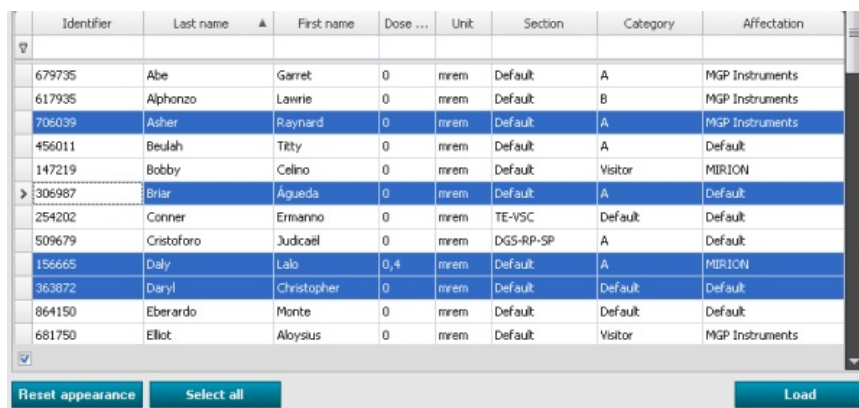 Identifier Last name First name Dose ... Unit Section Category Affectation
679735 Abe Garret 0 mrem Default A MGP Instruments
617935 Alphonzo Lawrie 0 mrem Default B MGP Instruments
706039 Asher Raynard 0 mrem Default A MGP Instruments
456011 Beulah Titty 0 mrem Default A Default
147219 Bobby Celino 0 mrem Default Visitor MIRION
306987 Briar Águeda 0 mrem Default A Default
254202 Conner Ermanno 0 mrem TE-VSC Default Default
509679 Cristoforo Judicaël 0 mrem DGS-RP-SP A Default
156665 Daly Lalo 0,4 mrem Default A MIRION
363872 Daryl Christopher 0 mrem Default Default Default
864150 Eberardo Monte 0 mrem Default Default Default
681750 Elliot Aloysius 0 mrem Default Visitor MGP Instruments
Reset appearance Select all Load